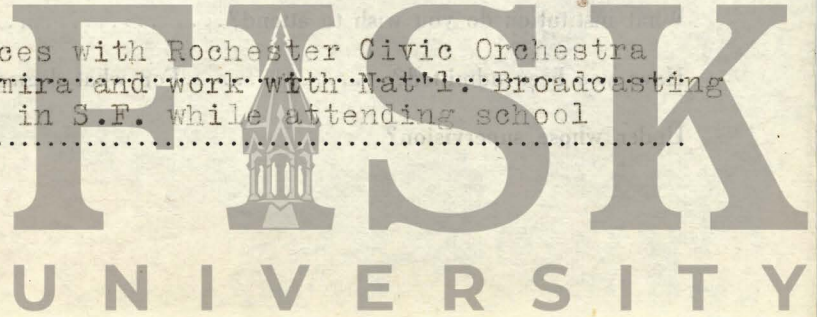 ces with Rochester Civic Orchestra
mira and work with Nat'l. Broadcasting
in S.F. while attending school
FISK
UNIVERSITY